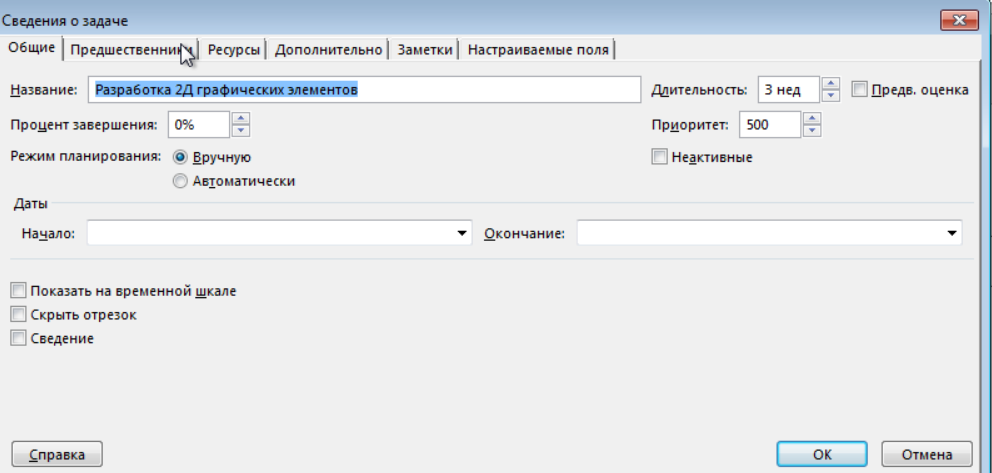 Сведения о задаче
Общие Предшественники Ресурсы Дополнительно Заметки Настраиваемые поля
Название: Разработка 2Д графических элементов Длительность: 3 нед Предв. оценка
Процент завершения: 0% Приоритет: 500
Режим планирования: Вручную Неактивные
Автоматически
Даты
Начало: Окончание:
Показать на временной шкале
Скрыть отрезок
Сведение
Справка OK Отмена